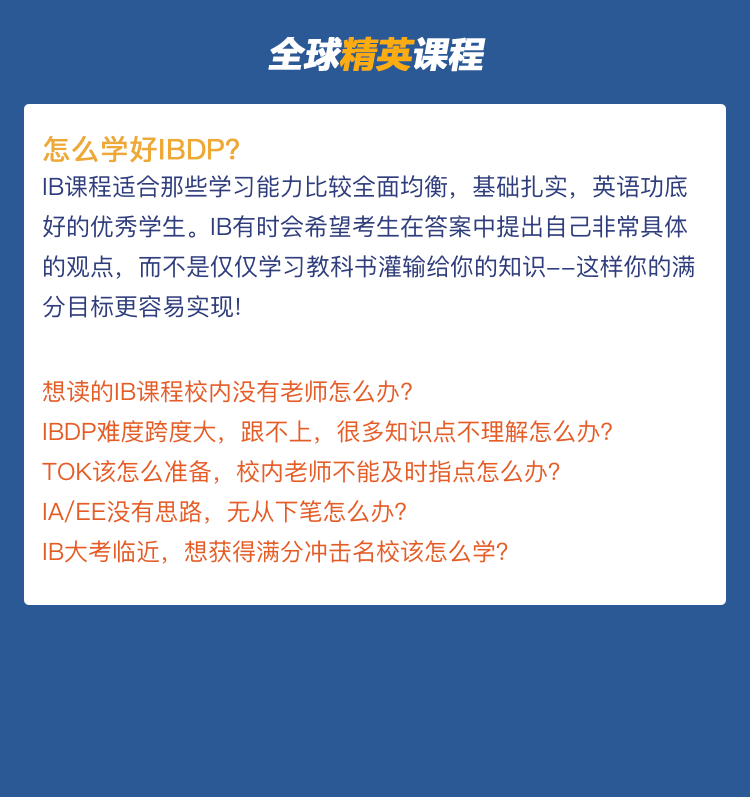 全球精英课程
怎么学好IBDP?
IB课程适合那些学习能力比较全面均衡，基础扎实，英语功底
好的优秀学生。IB有时会希望考生在答案中提出自己非常具体
的观点，而不是仅仅学习教科书灌输给你的知识--这样你的满
分目标更容易实现!
想读的IB课程校内没有老师怎么办?
IBDP难度跨度大，跟不上，很多知识点不理解怎么办?
TOK该怎么准备，校内老师不能及时指点怎么办?
IA/EE没有思路，无从下笔怎么办?
IB大考临近，想获得满分冲击名校该怎么学?